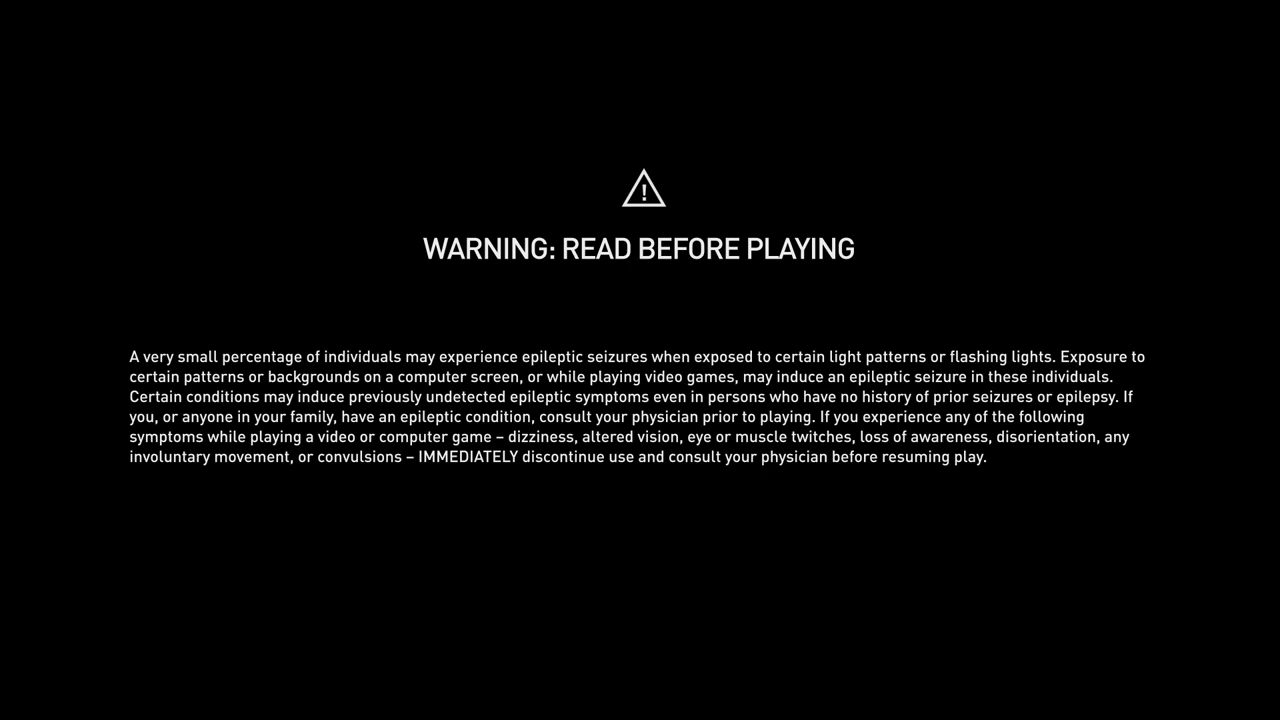 WARNING: READ BEFORE PLAYING
A very small percentage of individuals may experience epileptic seizures when exposed to certain light patterns or flashing lights. Exposure to
certain patterns or backgrounds on a computer screen, or while playing video games, may induce an epileptic seizure in these individuals.
Certain conditions may induce previously undetected epileptic symptoms even in persons who have no history of prior seizures or epilepsy. If
you, or anyone in your family, have an epileptic condition, consult your physician prior to playing. If you experience any of the following
symptoms while playing a video or computer game – dizziness, altered vision, eye or muscle twitches, loss of awareness, disorientation, any
involuntary movement, or convulsions – IMMEDIATELY discontinue use and consult your physician before resuming play.